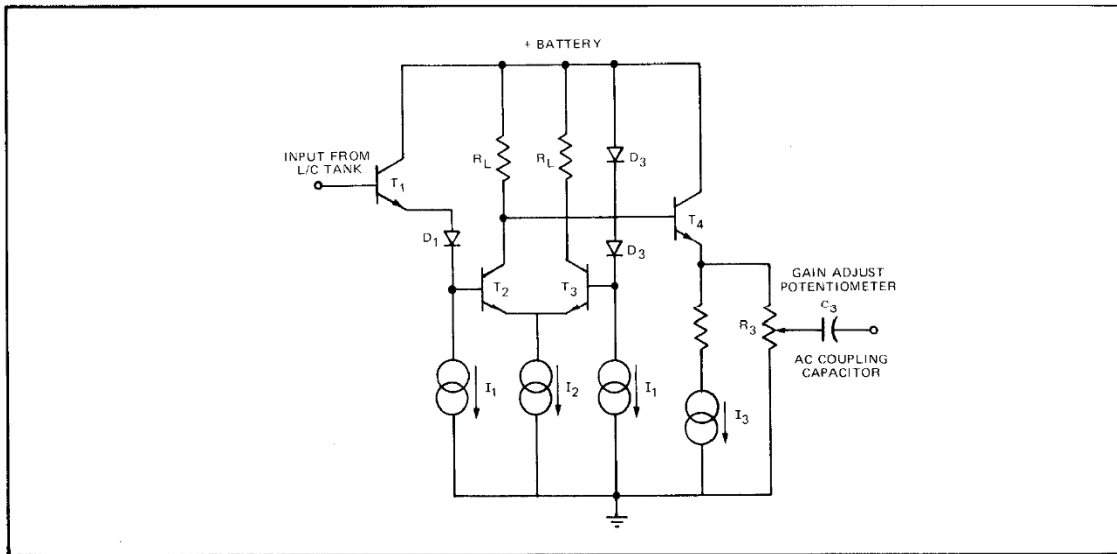 + BATTERY
INPUT FROM
L/C TANK
T1
RL
RL
D3
D1
T2
T3
D3
T4
GAIN ADJUST
POTENTIOMETER
C3
R3
AC COUPLING
CAPACITOR
I1
I2
I1
I3